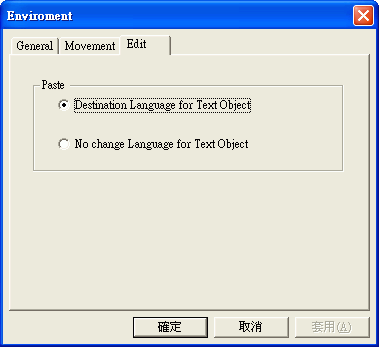 Enviroment
General Movement Edit
Paste
Destination Language for Text Object
No change Language for Text Object
確定 取消 套用(A)